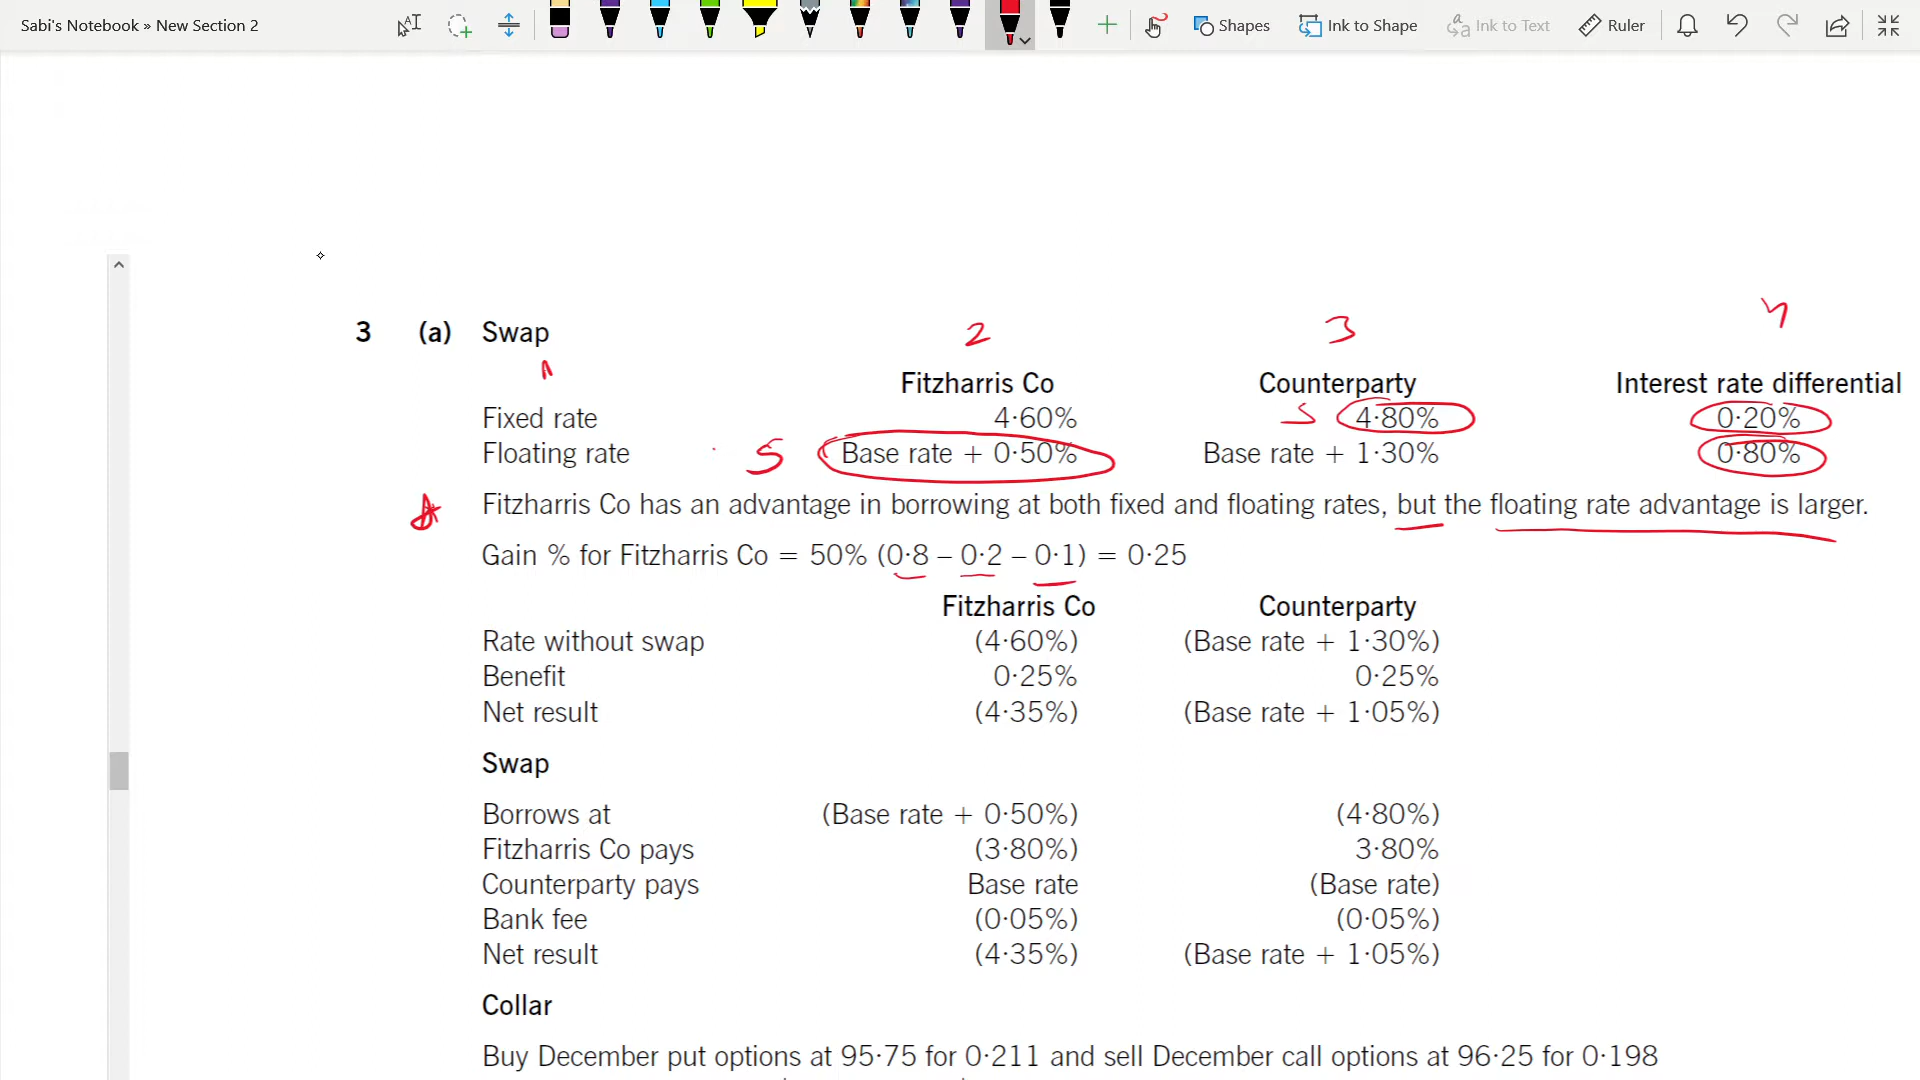 Sabi's Notebook » New Section 2
Shapes
Ink to Shape
Ink to Text
Ruler
3 (a) Swap 2 3 4
1
Fitzharris Co Counterparty Interest rate differential
Fixed rate 4·60% 5 4·80% 0·20%
Floating rate 5 Base rate + 0·50% Base rate + 1·30% 0·80%
Fitzharris Co has an advantage in borrowing at both fixed and floating rates, but the floating rate advantage is larger.
Gain % for Fitzharris Co = 50% (0·8 – 0·2 – 0·1) = 0·25
Fitzharris Co Counterparty
Rate without swap (4·60%) (Base rate + 1·30%)
Benefit 0·25% 0·25%
Net result (4·35%) (Base rate + 1·05%)
Swap
Borrows at (Base rate + 0·50%) (4·80%)
Fitzharris Co pays (3·80%) 3·80%
Counterparty pays Base rate (Base rate)
Bank fee (0·05%) (0·05%)
Net result (4·35%) (Base rate + 1·05%)
Collar
Buy December put options at 95·75 for 0·211 and sell December call options at 96·25 for 0·198